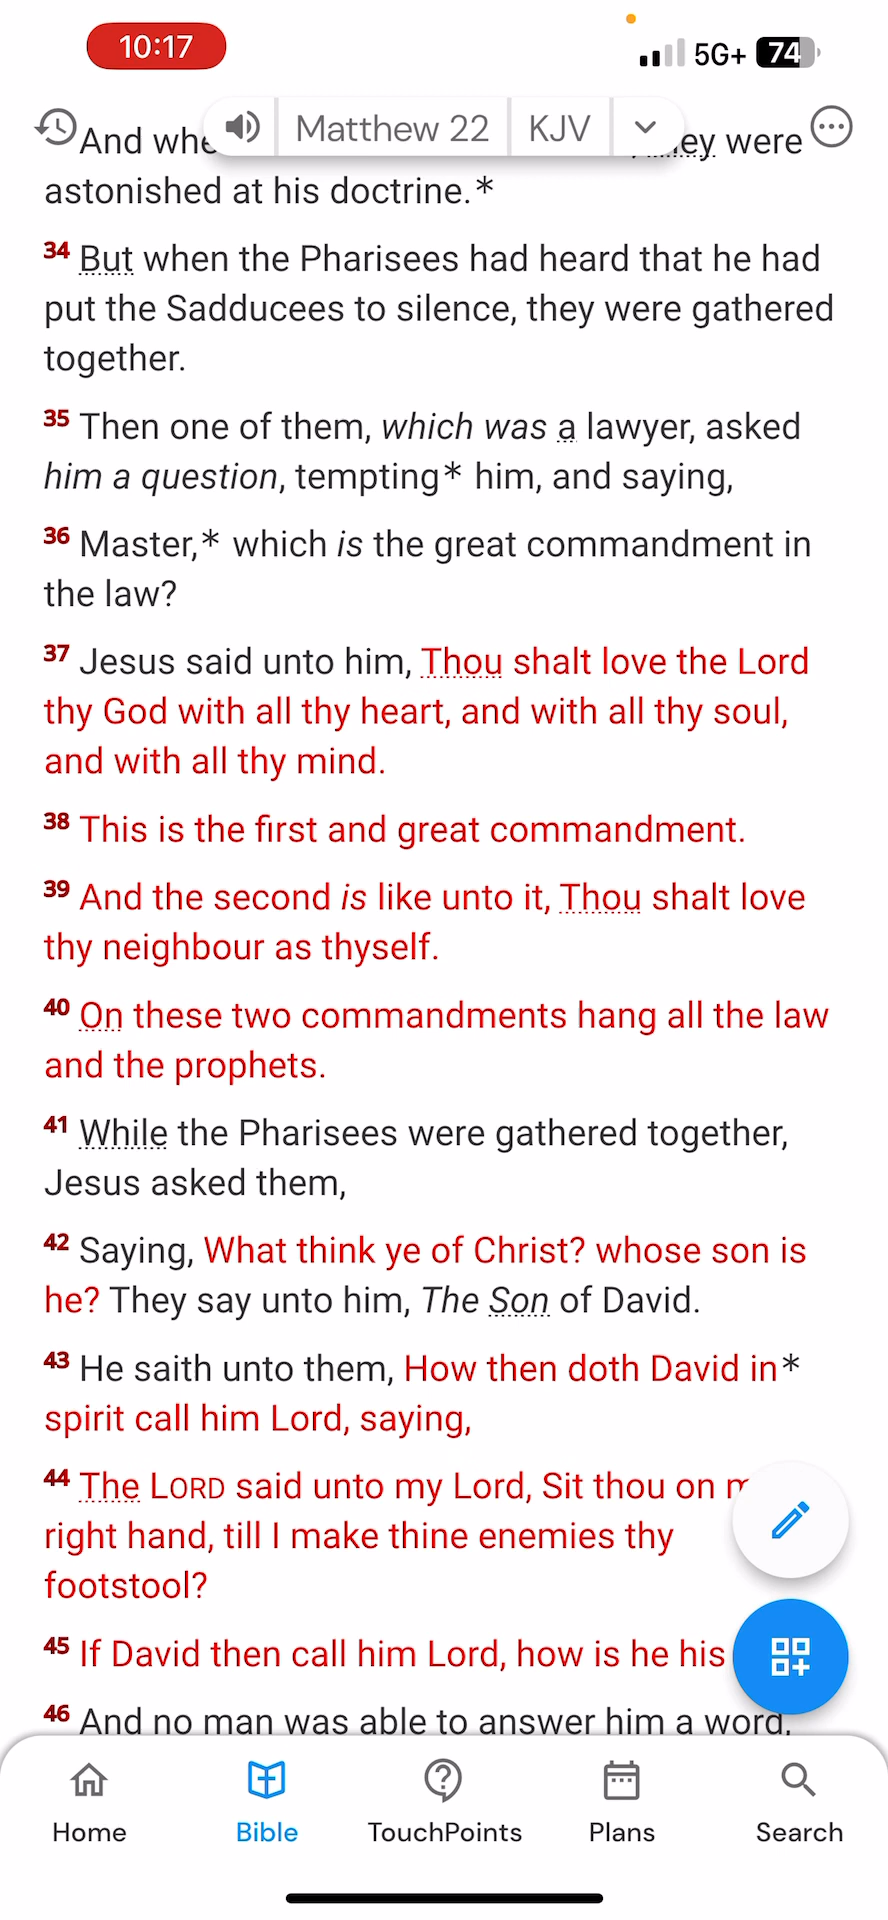 10:17
5G+ 74
Matthew 22 KJV
And whe ey were
astonished at his doctrine.*
34 But when the Pharisees had heard that he had
put the Sadducees to silence, they were gathered
together.
35 Then one of them, which was a lawyer, asked
him a question, tempting* him, and saying,
36 Master,* which is the great commandment in
the law?
37 Jesus said unto him, Thou shalt love the Lord
thy God with all thy heart, and with all thy soul,
and with all thy mind.
38 This is the first and great commandment.
39 And the second is like unto it, Thou shalt love
thy neighbour as thyself.
40 On these two commandments hang all the law
and the prophets.
41 While the Pharisees were gathered together,
Jesus asked them,
42 Saying, What think ye of Christ? whose son is
he? They say unto him, The Son of David.
43 He saith unto them, How then doth David in*
spirit call him Lord, saying,
44 The LORD said unto my Lord, Sit thou on
right hand, till I make thine enemies thy
footstool?
45 If David then call him Lord, how is he his
46 And no man was able to answer him a word,
Home Bible TouchPoints Plans Search